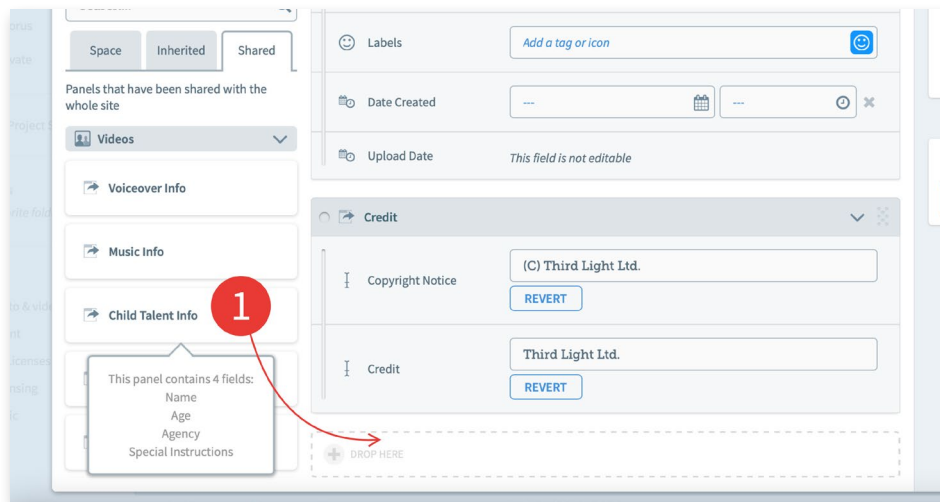 Space
Inherited
Shared
Panels that have been shared with the
whole site
Videos
Voiceover Info
Music Info
Child Talent Info
1
This panel contains 4 fields:
Name
Age
Agency
Special Instructions
Labels
Add a tag or icon
Date Created
---
---
Upload Date
This field is not editable
Credit
Copyright Notice
(C) Third Light Ltd.
REVERT
Credit
Third Light Ltd.
REVERT
DROP HERE